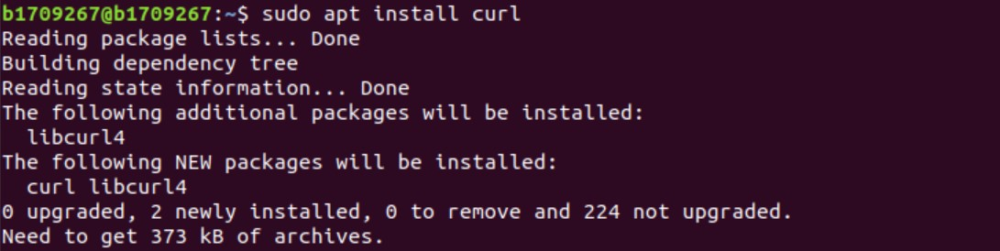 b1709267@b1709267:~$ sudo apt install curl
Reading package lists... Done
Building dependency tree
Reading state information... Done
The following additional packages will be installed:
  libcurl4
The following NEW packages will be installed:
  curl libcurl4
0 upgraded, 2 newly installed, 0 to remove and 224 not upgraded.
Need to get 373 kB of archives.